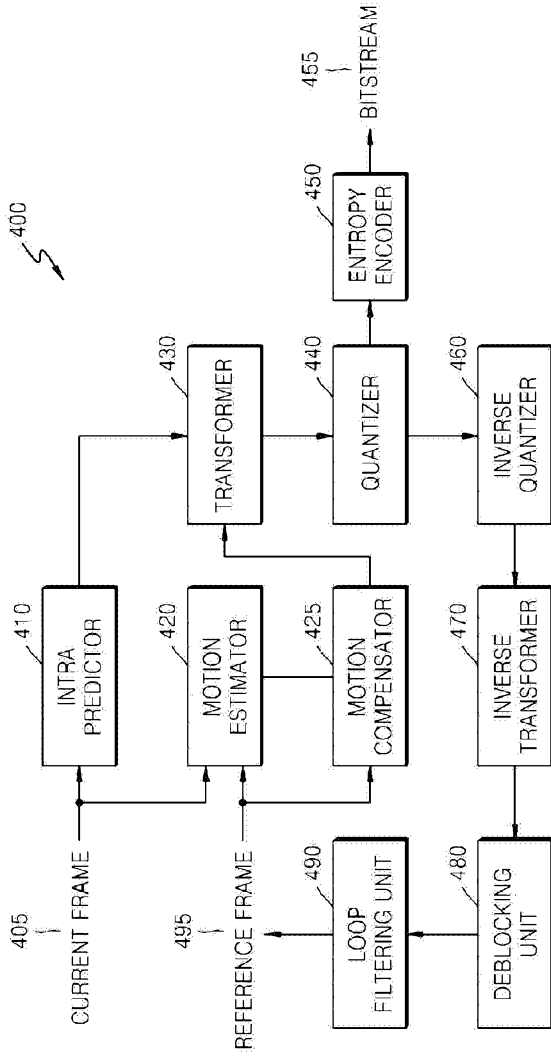 400
405
CURRENT FRAME
410
INTRA
PREDICTOR
495
REFERENCE FRAME
420
MOTION
ESTIMATOR
425
MOTION
COMPENSATOR
430
TRANSFORMER
440
QUANTIZER
450
ENTROPY
ENCODER
455
BITSTREAM
460
INVERSE
QUANTIZER
470
INVERSE
TRANSFORMER
480
DEBLOCKING
UNIT
490
LOOP
FILTERING UNIT